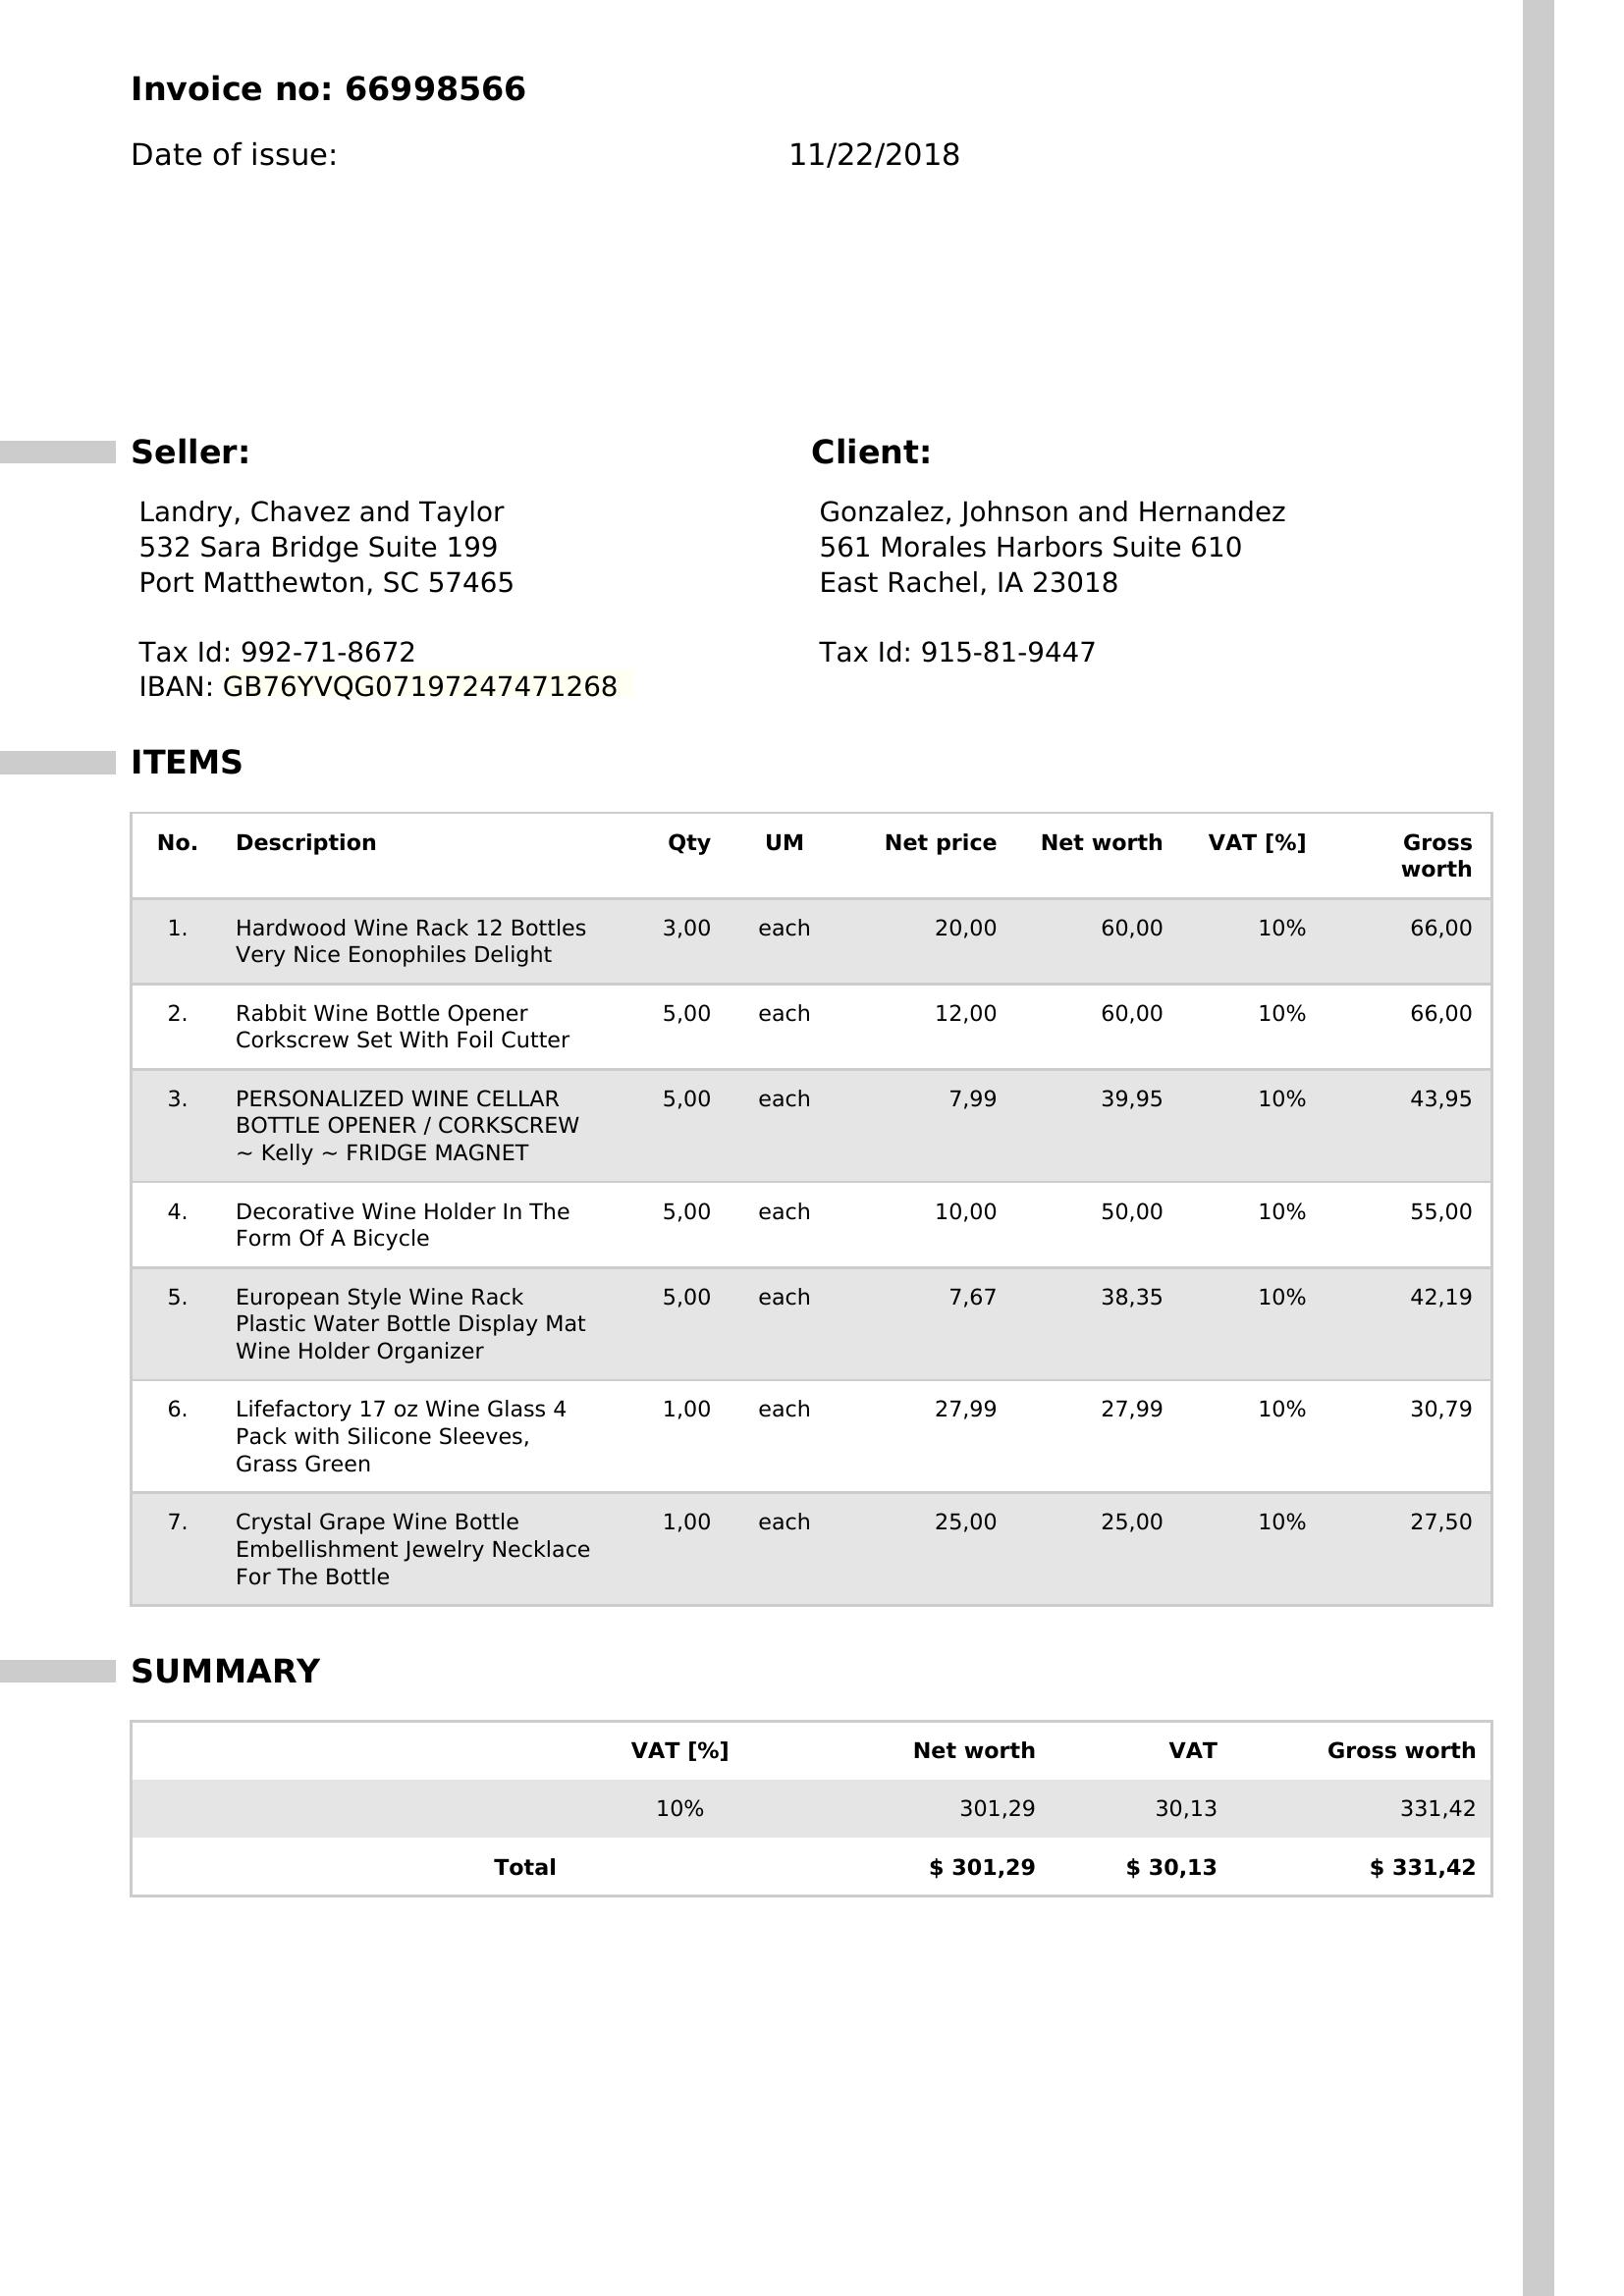 Invoice no: 66998566
Date of issue: 11/22/2018
Seller: Client:
Landry, Chavez and Taylor Gonzalez, Johnson and Hernandez
532 Sara Bridge Suite 199 561 Morales Harbors Suite 610
Port Matthewton, SC 57465 East Rachel, IA 23018
Tax Id: 992-71-8672 Tax Id: 915-81-9447
IBAN: GB76YVQG07197247471268
ITEMS
No. Description Qty UM Net price Net worth VAT [%] Gross
worth
1. Hardwood Wine Rack 12 Bottles 3,00 each 20,00 60,00 10% 66,00
Very Nice Eonophiles Delight
2. Rabbit Wine Bottle Opener 5,00 each 12,00 60,00 10% 66,00
Corkscrew Set With Foil Cutter
3. PERSONALIZED WINE CELLAR 5,00 each 7,99 39,95 10% 43,95
BOTTLE OPENER / CORKSCREW
~ Kelly ~ FRIDGE MAGNET
4. Decorative Wine Holder In The 5,00 each 10,00 50,00 10% 55,00
Form Of A Bicycle
5. European Style Wine Rack 5,00 each 7,67 38,35 10% 42,19
Plastic Water Bottle Display Mat
Wine Holder Organizer
6. Lifefactory 17 oz Wine Glass 4 1,00 each 27,99 27,99 10% 30,79
Pack with Silicone Sleeves,
Grass Green
7. Crystal Grape Wine Bottle 1,00 each 25,00 25,00 10% 27,50
Embellishment Jewelry Necklace
For The Bottle
SUMMARY
VAT [%] Net worth VAT Gross worth
10% 301,29 30,13 331,42
Total $ 301,29 $ 30,13 $ 331,42